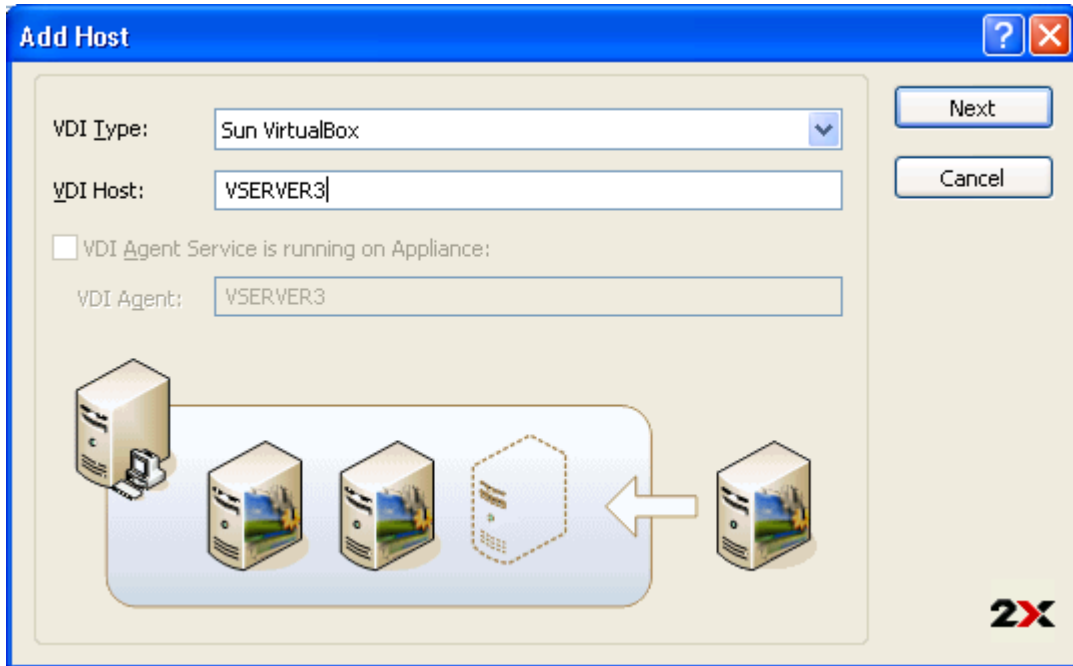 Add Host
VDI Type: Sun VirtualBox Next
VDI Host: VSERVER3 Cancel
VDI Agent Service is running on Appliance:
VDI Agent: VSERVER3
2X